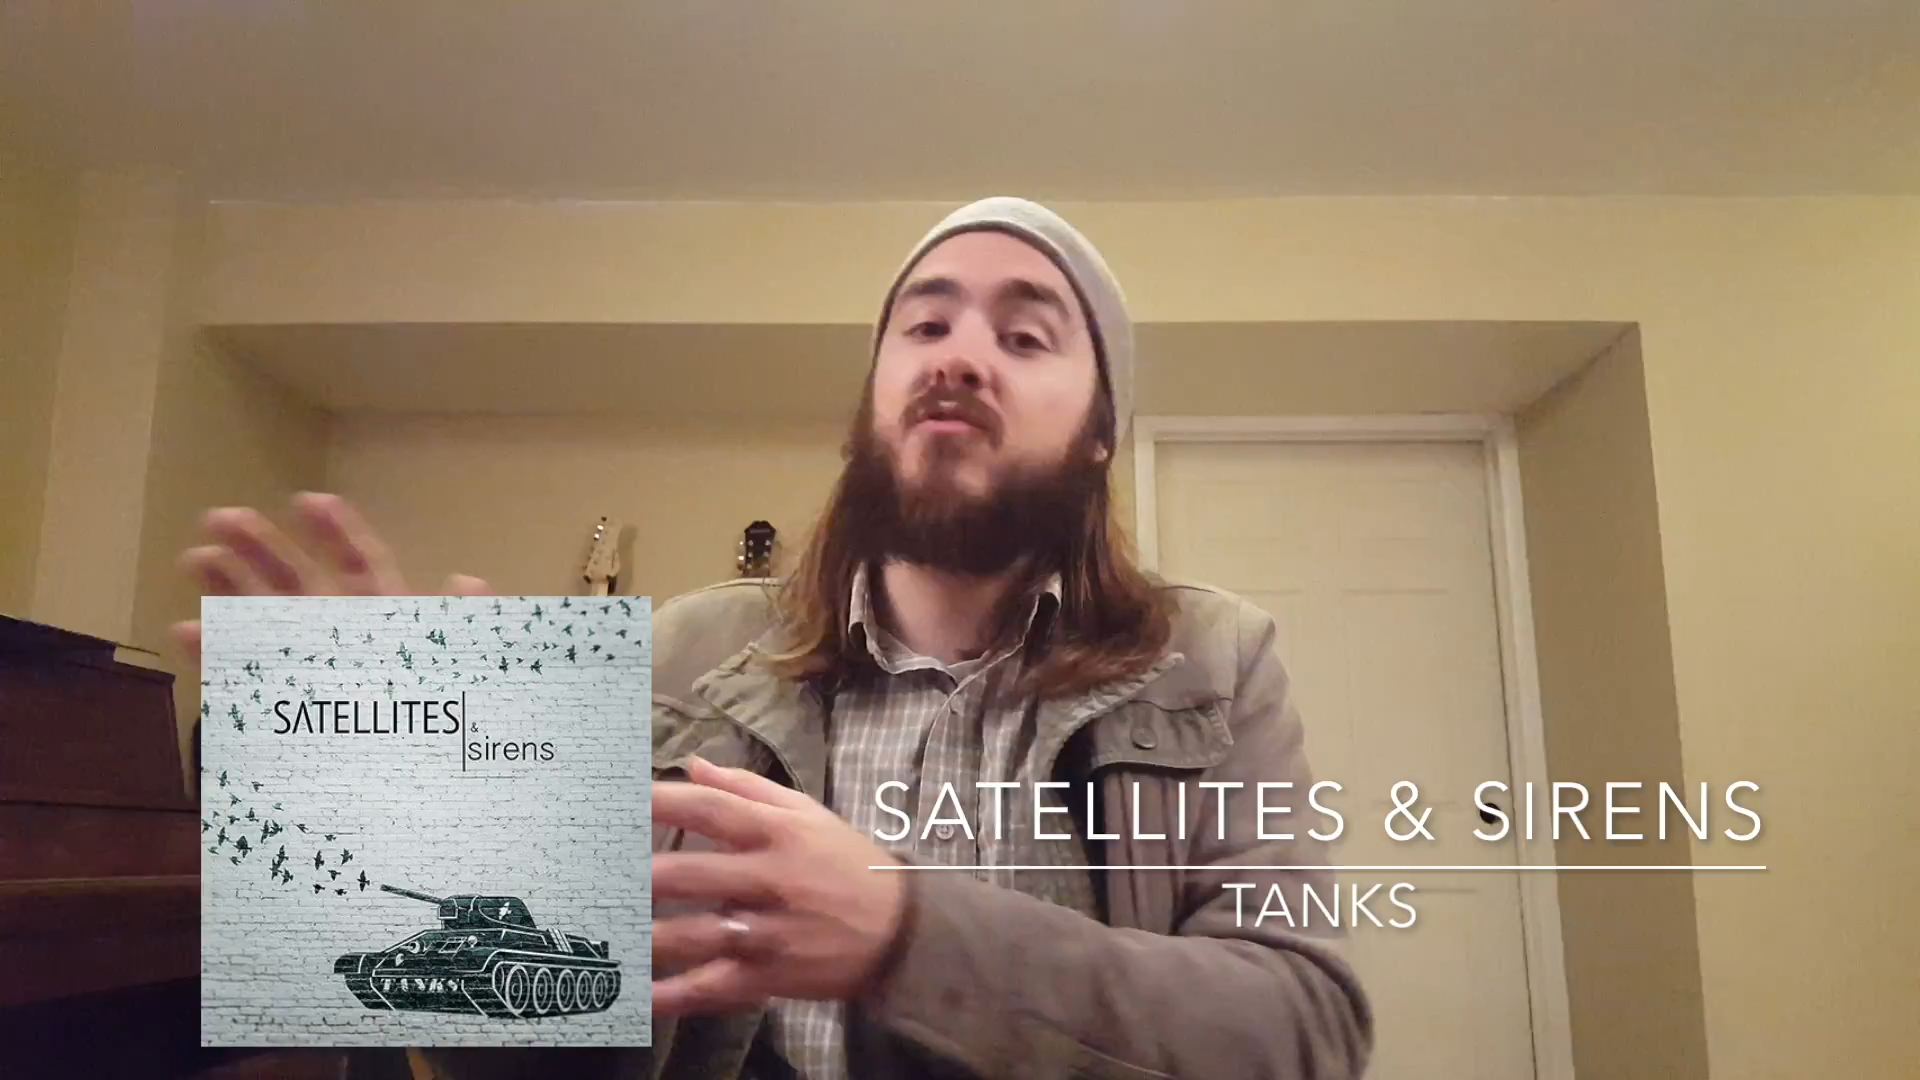 SATELLITES
&
sirens
TANKS
SATELLITES & SIRENS
TANKS